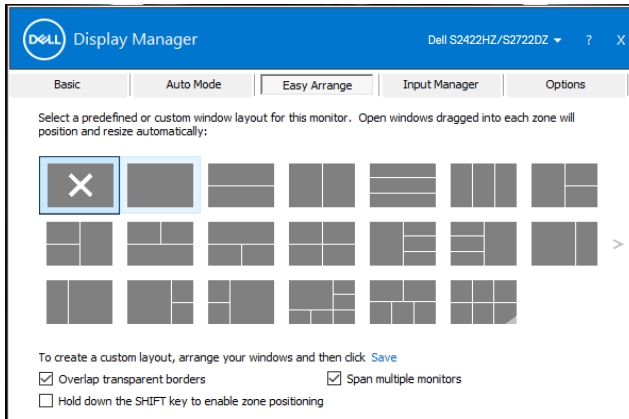 DELL Display Manager Dell S2422HZ/S2722DZ ? X
Basic Auto Mode Easy Arrange Input Manager Options
Select a predefined or custom window layout for this monitor. Open windows dragged into each zone will
position and resize automatically:
>
To create a custom layout, arrange your windows and then click Save
Overlap transparent borders Span multiple monitors
Hold down the SHIFT key to enable zone positioning